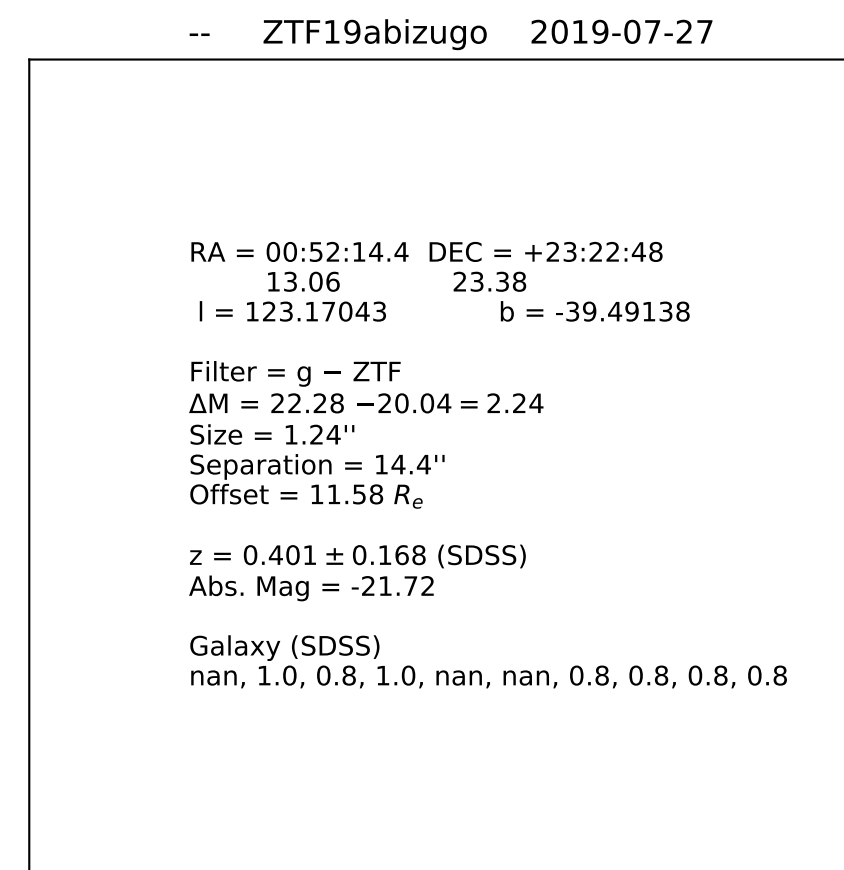 -- ZTF19abizugo 2019-07-27
RA = 00:52:14.4 DEC = +23:22:48
13.06 23.38
l = 123.17043 b = -39.49138
Filter = g − ZTF
ΔM = 22.28 −20.04 = 2.24
Size = 1.24''
Separation = 14.4''
Offset = 11.58 Rₑ
z = 0.401 ± 0.168 (SDSS)
Abs. Mag = -21.72
Galaxy (SDSS)
nan, 1.0, 0.8, 1.0, nan, nan, 0.8, 0.8, 0.8, 0.8